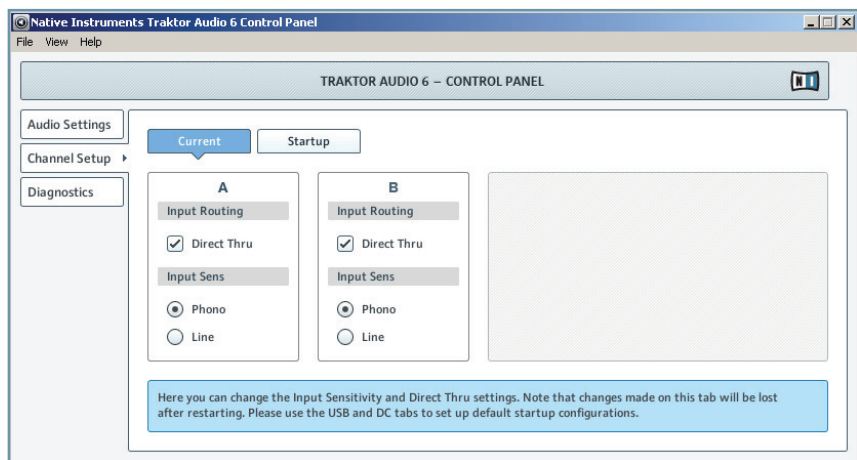 Native Instruments Traktor Audio 6 Control Panel
File View Help
TRAKTOR AUDIO 6 – CONTROL PANEL
NI
Audio Settings
Channel Setup
Diagnostics
Current Startup
A
Input Routing
Direct Thru
Input Sens
Phono
Line
B
Input Routing
Direct Thru
Input Sens
Phono
Line
Here you can change the Input Sensitivity and Direct Thru settings. Note that changes made on this tab will be lost
after restarting. Please use the USB and DC tabs to set up default startup configurations.